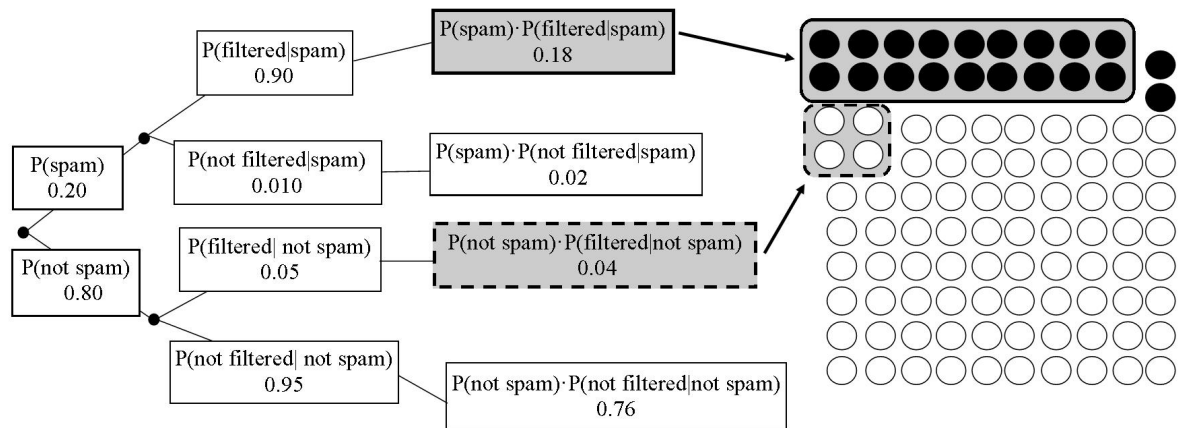 P(spam)
0.20
P(not spam)
0.80
P(filtered|spam)
0.90
P(not filtered|spam)
0.010
P(filtered| not spam)
0.05
P(not filtered| not spam)
0.95
P(spam)·P(filtered|spam)
0.18
P(spam)·P(not filtered|spam)
0.02
P(not spam)·P(filtered|not spam)
0.04
P(not spam)·P(not filtered|not spam)
0.76